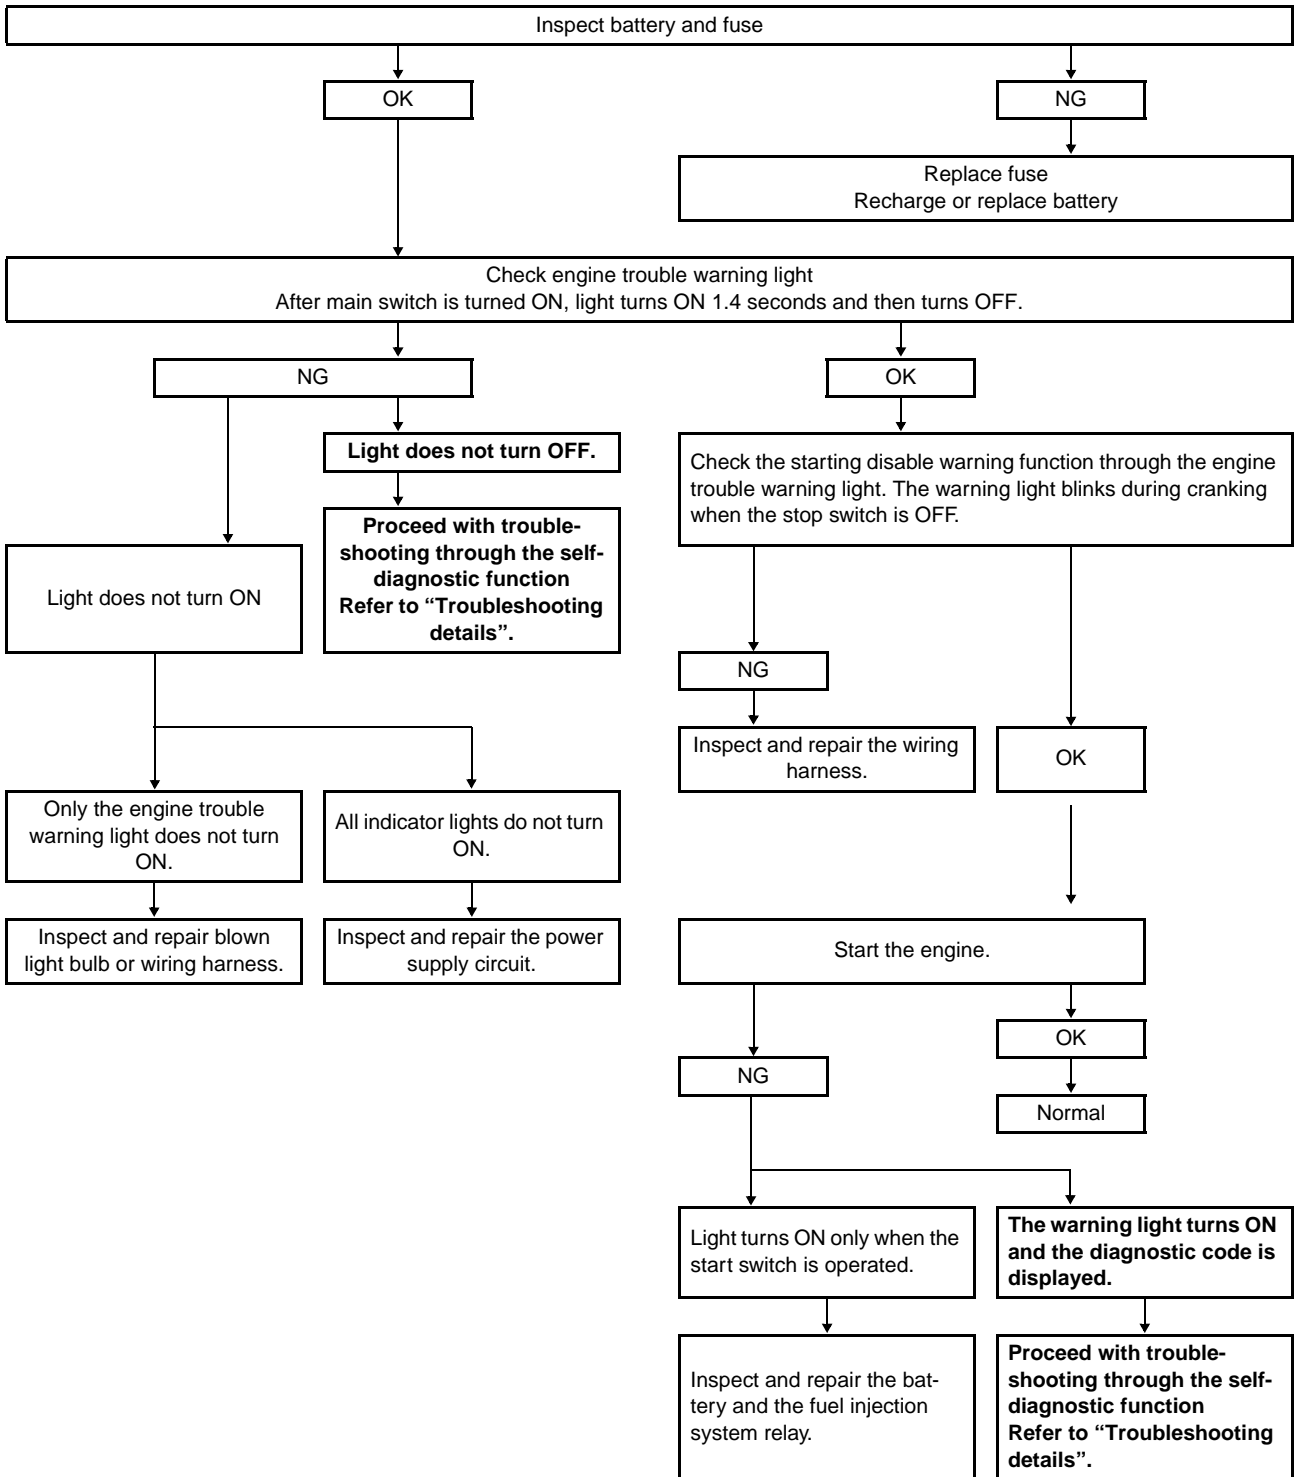 Inspect battery and fuse
OK
NG
Replace fuse
Recharge or replace battery
Check engine trouble warning light
After main switch is turned ON, light turns ON 1.4 seconds and then turns OFF.
NG
OK
Light does not turn OFF.
Proceed with trouble-
shooting through the self-
diagnostic function
Refer to “Troubleshooting
details”.
Light does not turn ON
Check the starting disable warning function through the engine
trouble warning light. The warning light blinks during cranking
when the stop switch is OFF.
NG
Inspect and repair the wiring
harness.
OK
Only the engine trouble
warning light does not turn
ON.
All indicator lights do not turn
ON.
Inspect and repair blown
light bulb or wiring harness.
Inspect and repair the power
supply circuit.
Start the engine.
OK
NG
Normal
Light turns ON only when the
start switch is operated.
The warning light turns ON
and the diagnostic code is
displayed.
Inspect and repair the bat-
tery and the fuel injection
system relay.
Proceed with trouble-
shooting through the self-
diagnostic function
Refer to “Troubleshooting
details”.